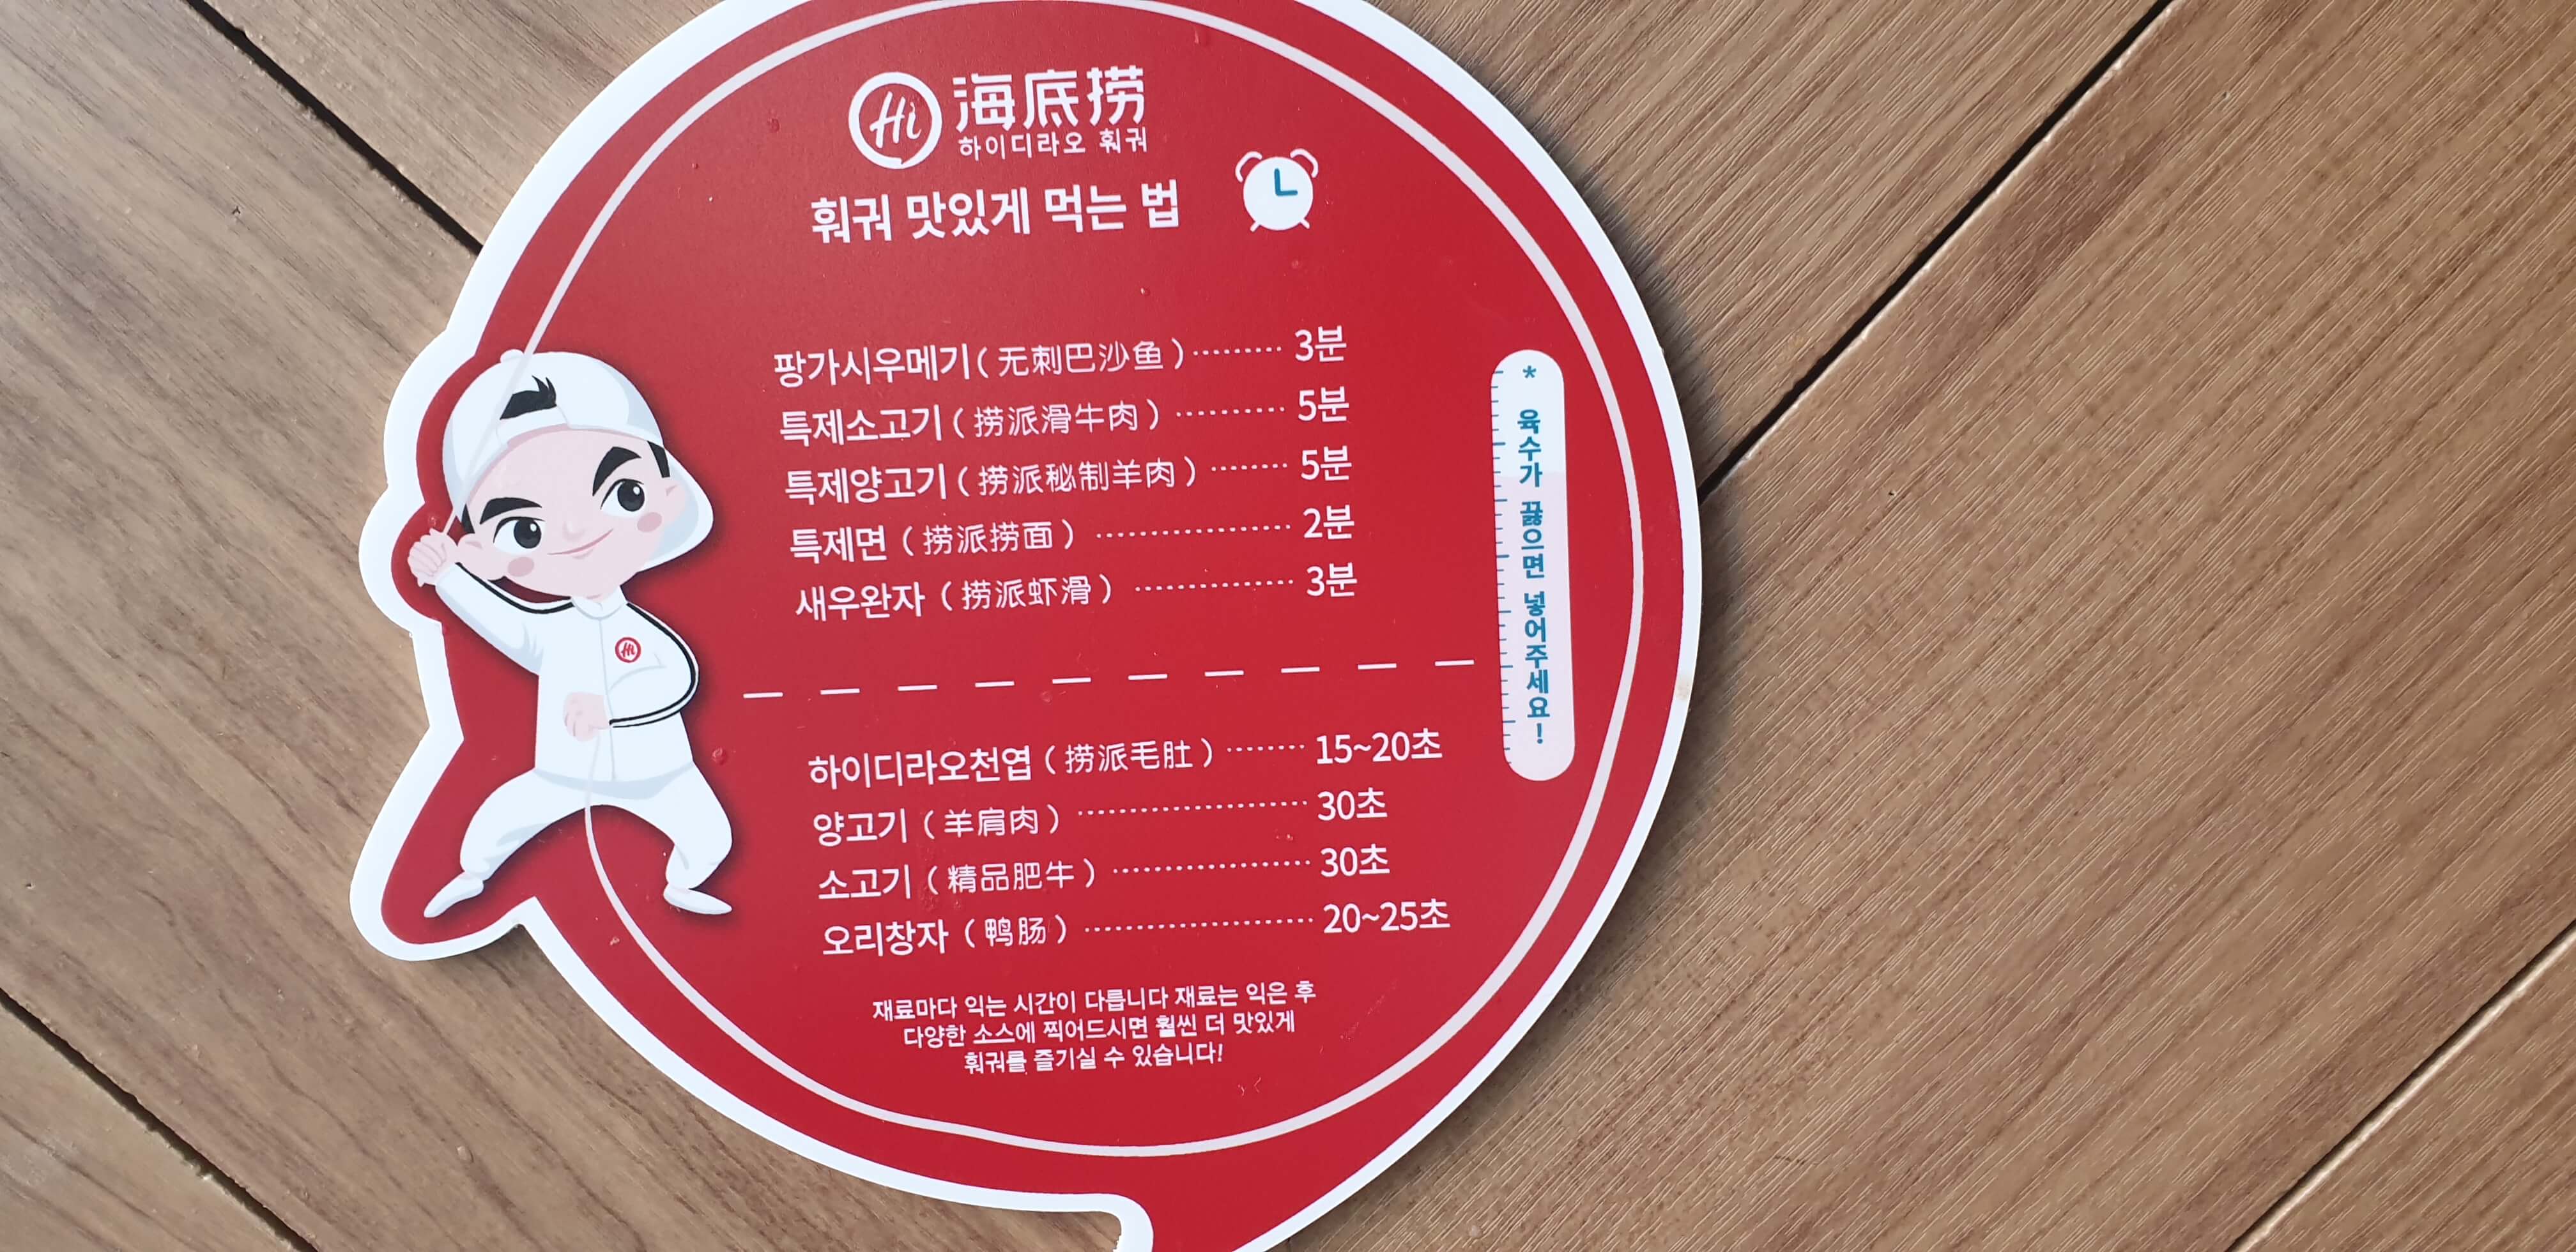 Hi 海底捞
하이디라오 훠궈
훠궈 맛있게 먹는 법
팡가시우메기(无刺巴沙鱼)········· 3분
특제소고기(捞派滑牛肉)··········· 5분
특제양고기(捞派秘制羊肉)········ 5분
특제면(捞派捞面)···················· 2분
새우완자(捞派虾滑)················ 3분
* 육수가 끓으면 넣어주세요!
Hi
하이디라오천엽(捞派毛肚)········ 15~20초
양고기(羊肩肉)······················· 30초
소고기(精品肥牛)···················· 30초
오리창자(鸭肠)······················· 20~25초
재료마다 익는 시간이 다릅니다 재료는 익은 후
다양한 소스에 찍어드시면 훨씬 더 맛있게
훠궈를 즐기실 수 있습니다!